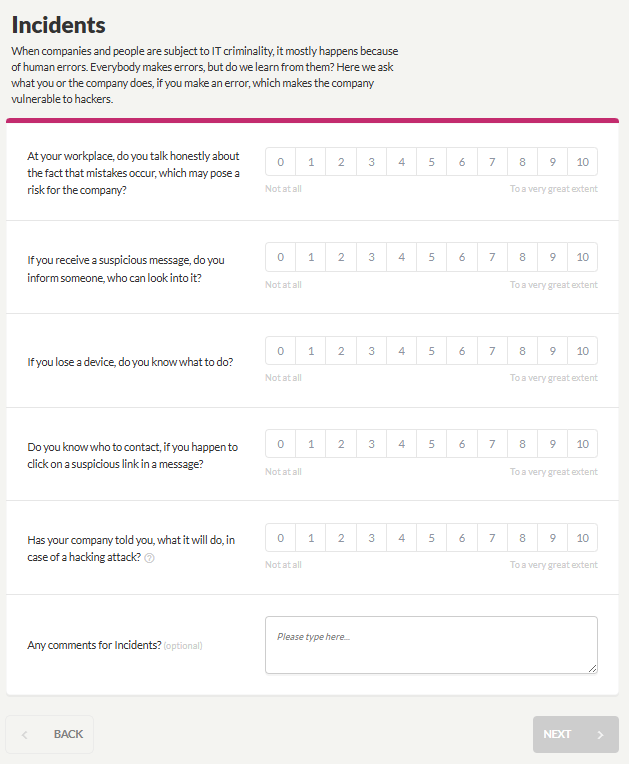 Incidents
When companies and people are subject to IT criminality, it mostly happens because
of human errors. Everybody makes errors, but do we learn from them? Here we ask
what you or the company does, if you make an error, which makes the company
vulnerable to hackers.
At your workplace, do you talk honestly about
the fact that mistakes occur, which may pose a
risk for the company?
0 1 2 3 4 5 6 7 8 9 10
Not at all To a very great extent
If you receive a suspicious message, do you
inform someone, who can look into it?
0 1 2 3 4 5 6 7 8 9 10
Not at all To a very great extent
If you lose a device, do you know what to do?
0 1 2 3 4 5 6 7 8 9 10
Not at all To a very great extent
Do you know who to contact, if you happen to
click on a suspicious link in a message?
0 1 2 3 4 5 6 7 8 9 10
Not at all To a very great extent
Has your company told you, what it will do, in
case of a hacking attack? ?
0 1 2 3 4 5 6 7 8 9 10
Not at all To a very great extent
Any comments for Incidents? (optional)
Please type here...
< BACK
NEXT >